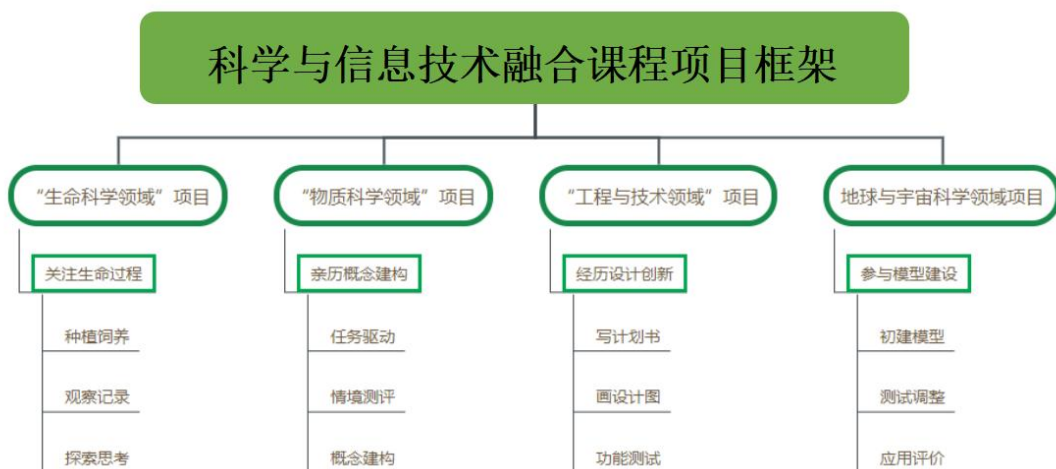 科学与信息技术融合课程项目框架
“生命科学领域”项目
“物质科学领域”项目
“工程与技术领域”项目
地球与宇宙科学领域项目
关注生命过程
亲历概念建构
经历设计创新
参与模型建设
种植饲养
任务驱动
写计划书
初建模型
观察记录
情境测评
画设计图
测试调整
探索思考
概念建构
功能测试
应用评价